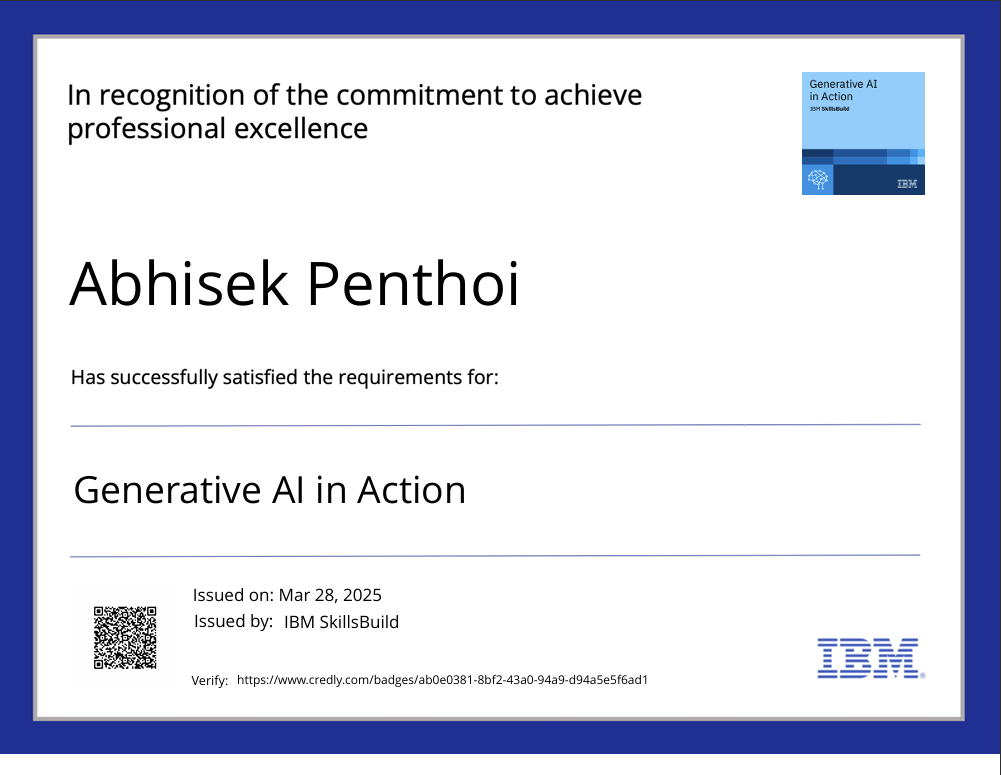 In recognition of the commitment to achieve
professional excellence
Generative AI
in Action
IBM SkillsBuild
IBM
Abhisek Penthoi
Has successfully satisfied the requirements for:
Generative AI in Action
Issued on: Mar 28, 2025
Issued by: IBM SkillsBuild
Verify: https://www.credly.com/badges/ab0e0381-8bf2-43a0-94a9-d94a5e5f6ad1
IBM®